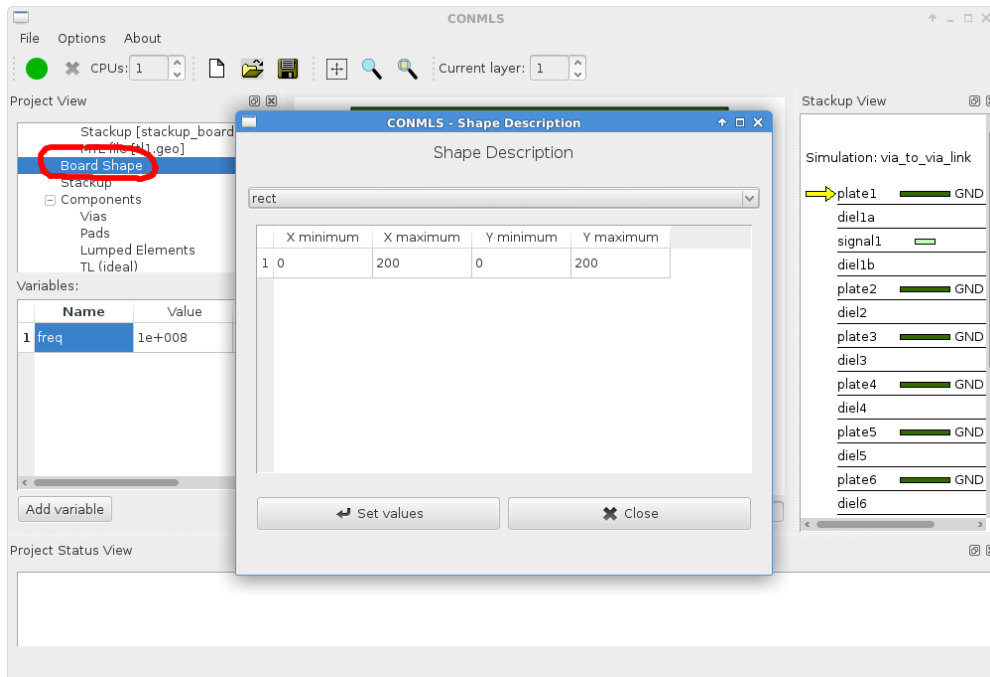 CONMLS
File Options About
CPUs: 1 Current layer: 1
Project View
Stackup [stackup_board
MTL file [tl1.geo]
Board Shape
Stackup
Components
Vias
Pads
Lumped Elements
TL (ideal)
Variables:
Name Value
1 freq 1e+008
Add variable
CONMLS - Shape Description
Shape Description
rect
X minimum X maximum Y minimum Y maximum
1 0 200 0 200
Set values Close
Stackup View
Simulation: via_to_via_link
plate1 GND
diel1a
signal1
diel1b
plate2 GND
diel2
plate3 GND
diel3
plate4 GND
diel4
plate5 GND
diel5
plate6 GND
diel6
Project Status View